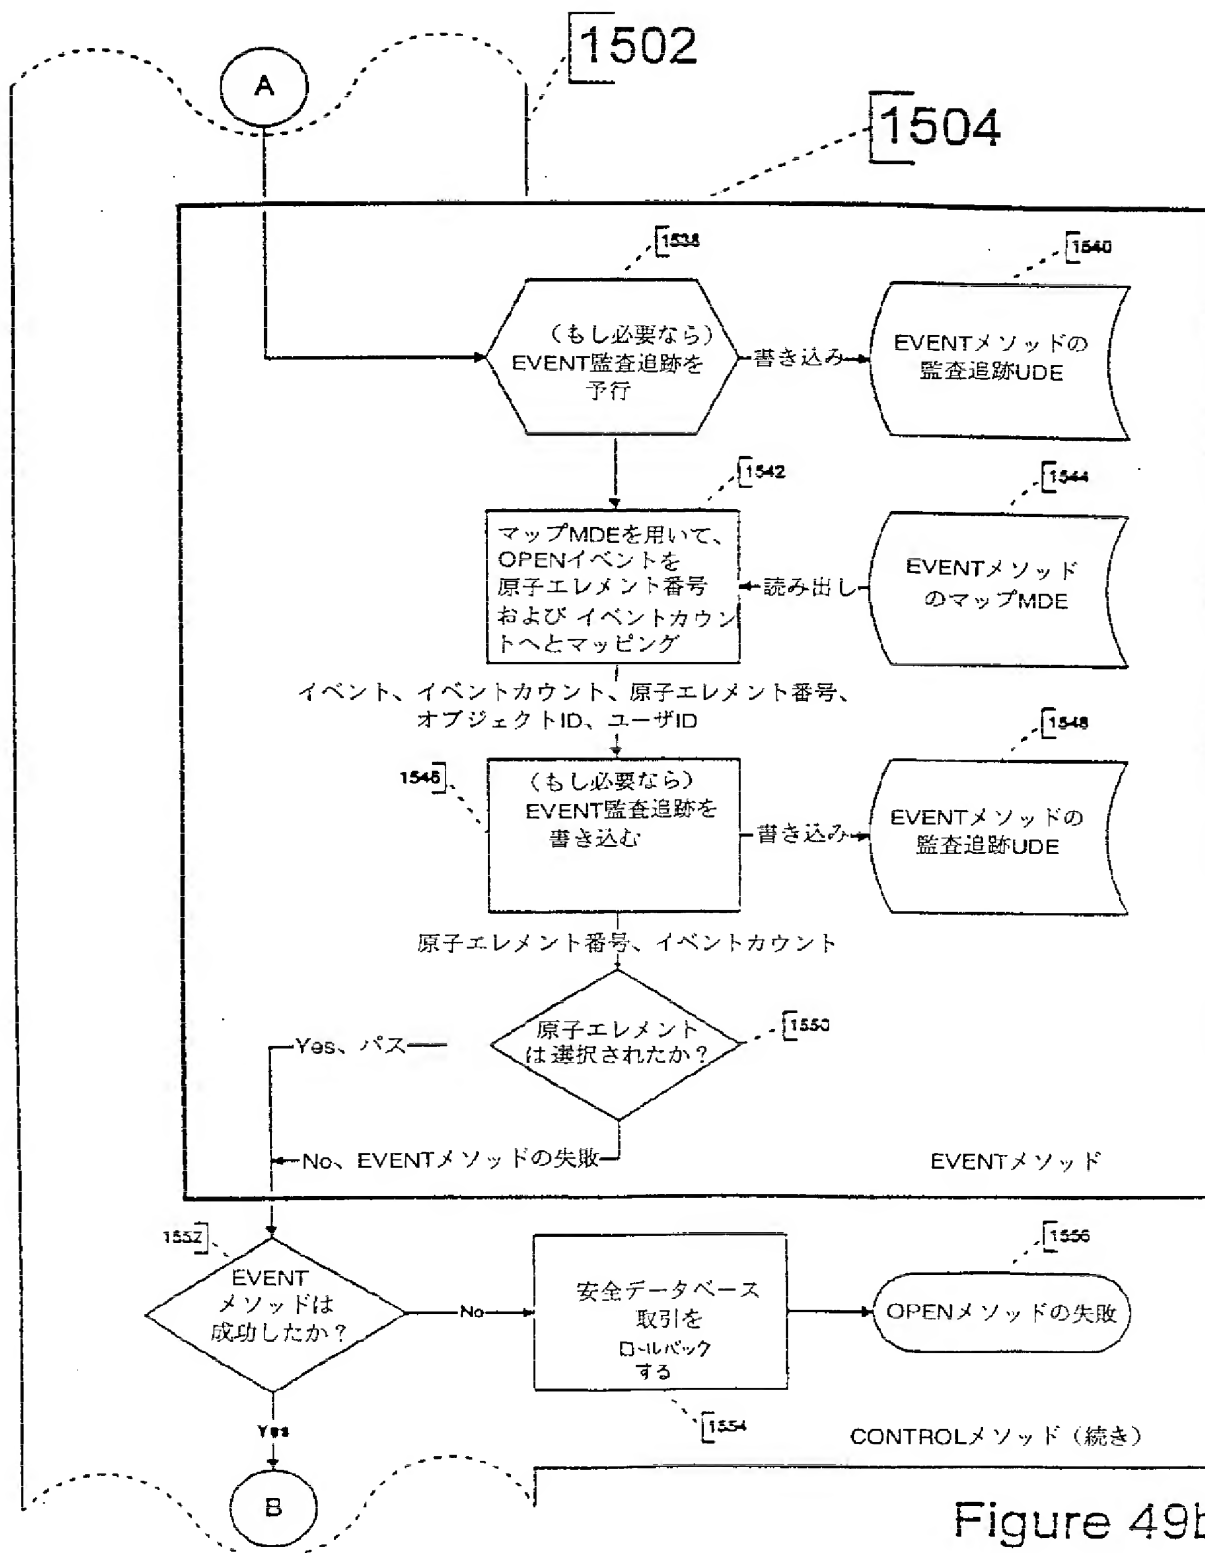 1502
A
1504
1538
1540
(もし必要なら)
EVENT監査追跡を
予行
書き込み
EVENTメソッドの
監査追跡UDE
1542
1544
マップMDEを用いて、
OPENイベントを
原子エレメント番号
および イベントカウン
トへとマッピング
読み出し
EVENTメソッド
のマップMDE
イベント、イベントカウント、原子エレメント番号、
オブジェクトID、ユーザID
1546
1548
(もし必要なら)
EVENT監査追跡を
書き込む
書き込み
EVENTメソッドの
監査追跡UDE
原子エレメント番号、イベントカウント
1550
原子エレメント
は選択されたか?
Yes、パス
No、EVENTメソッドの失敗
EVENTメソッド
1552
EVENT
メソッドは
成功したか?
No
安全データベース
取引を
ロールバック
する
1554
1556
OPENメソッドの失敗
Yes
CONTROLメソッド(続き)
B
Figure 49b